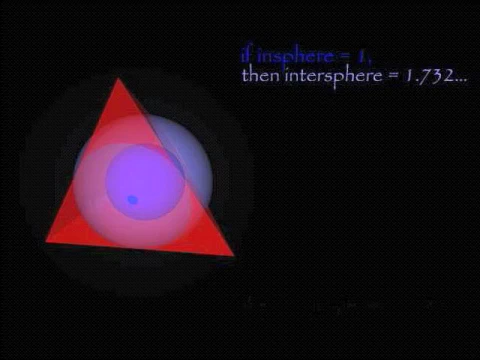 if insphere = 1,
then intersphere = 1.732...